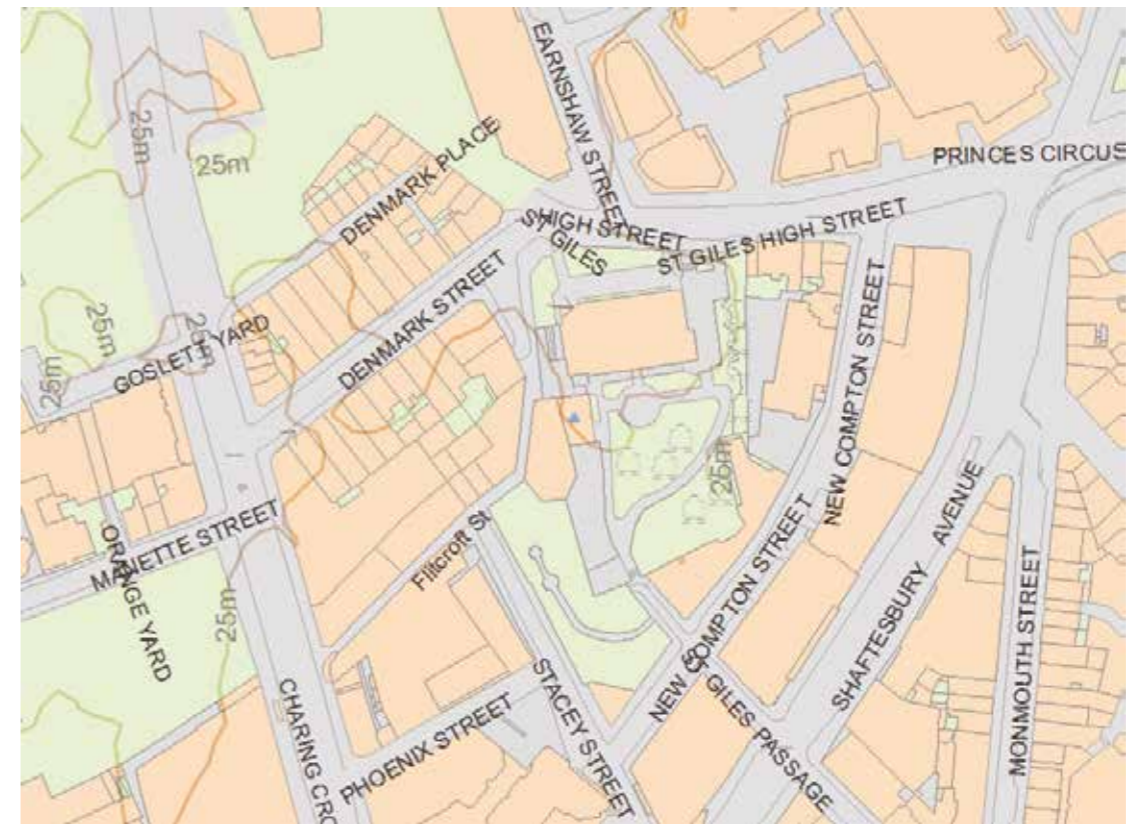 EARNSHAW STREET
PRINCES CIRCUS
25m
25m
DENMARK PLACE
HIGH STREET
ST GILES
ST GILES HIGH STREET
DENMARK STREET
NEW COMPTON STREET
25m
25m
25m
GOSLETT YARD
AVENUE
25m
MANETTE STREET
ORANGE YARD
Flitcroft St
NEW COMPTON STREET
SHAFTESBURY
MONMOUTH STREET
25m
CHARING CRO
PHOENIX STREET
STACEY STREET
ST GILES PASSAGE